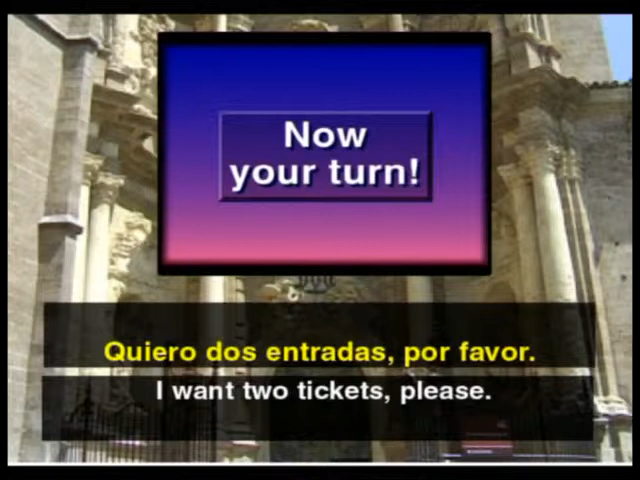 Now
your turn!
Quiero dos entradas, por favor.
I want two tickets, please.